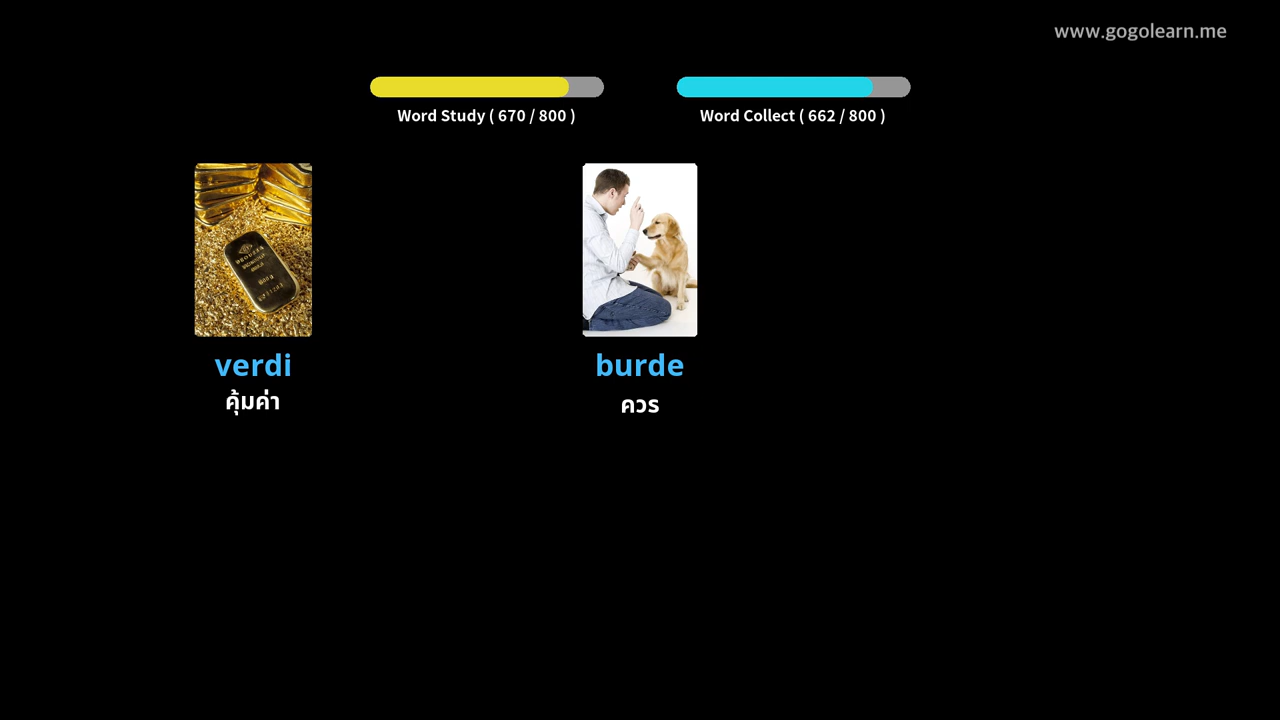 www.gogolearn.me
Word Study ( 670 / 800 )
Word Collect ( 662 / 800 )
verdi
คุ้มค่า
burde
ควร